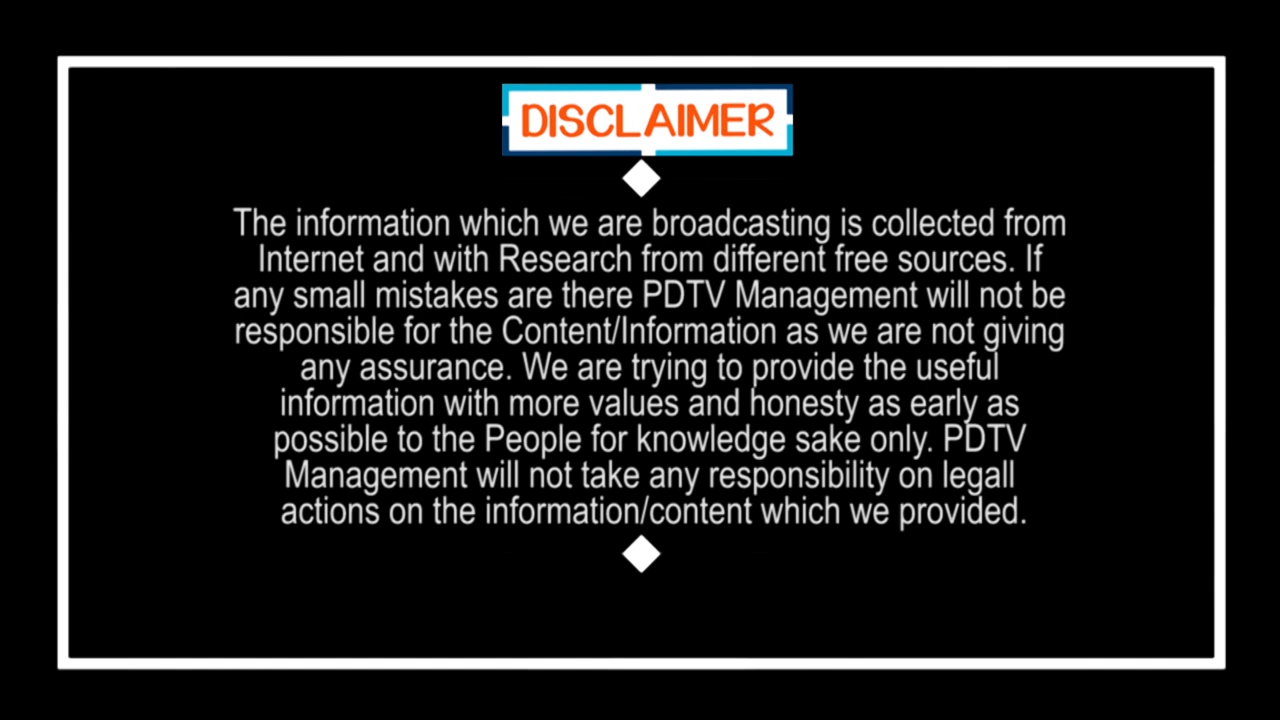 DISCLAIMER
The information which we are broadcasting is collected from
Internet and with Research from different free sources. If
any small mistakes are there PDTV Management will not be
responsible for the Content/Information as we are not giving
any assurance. We are trying to provide the useful
information with more values and honesty as early as
possible to the People for knowledge sake only. PDTV
Management will not take any responsibility on legall
actions on the information/content which we provided.